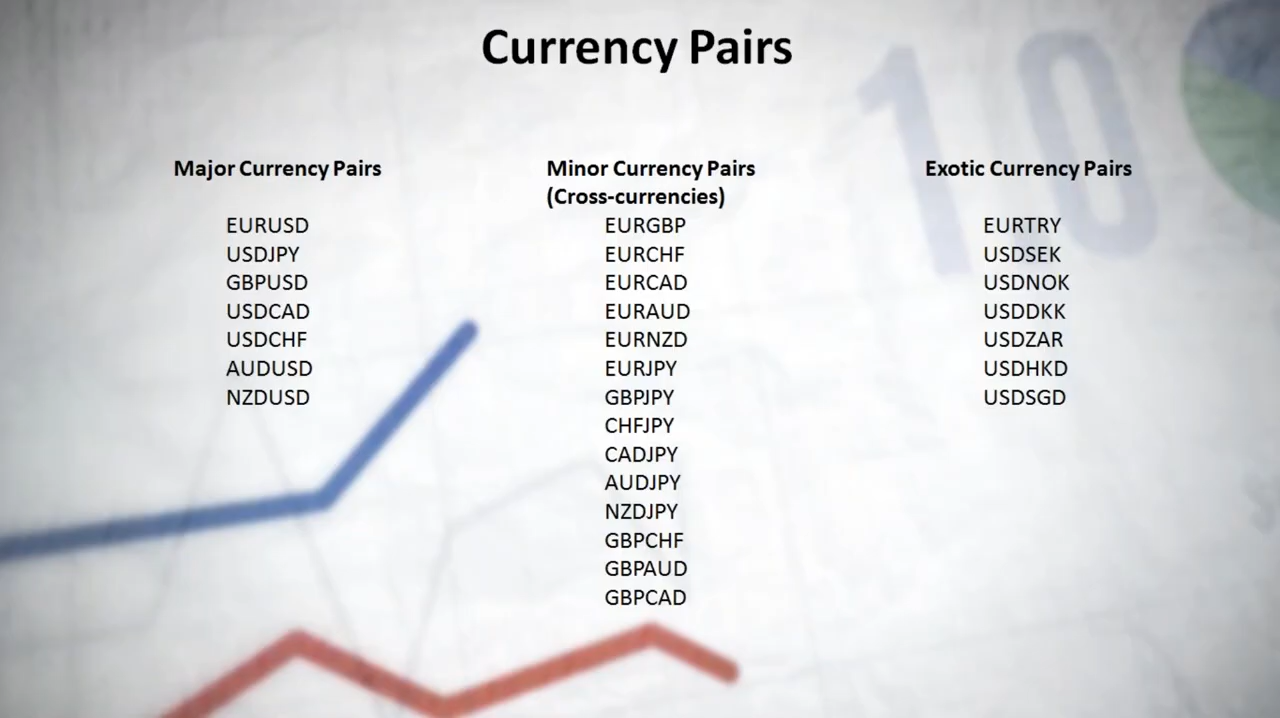 Currency Pairs
10
Major Currency Pairs
EURUSD
USDJPY
GBPUSD
USDCAD
USDCHF
AUDUSD
NZDUSD
Minor Currency Pairs
(Cross-currencies)
EURGBP
EURCHF
EURCAD
EURAUD
EURNZD
EURJPY
GBPJPY
CHFJPY
CADJPY
AUDJPY
NZDJPY
GBPCHF
GBPAUD
GBPCAD
Exotic Currency Pairs
EURTRY
USDSEK
USDNOK
USDDKK
USDZAR
USDHKD
USDSGD